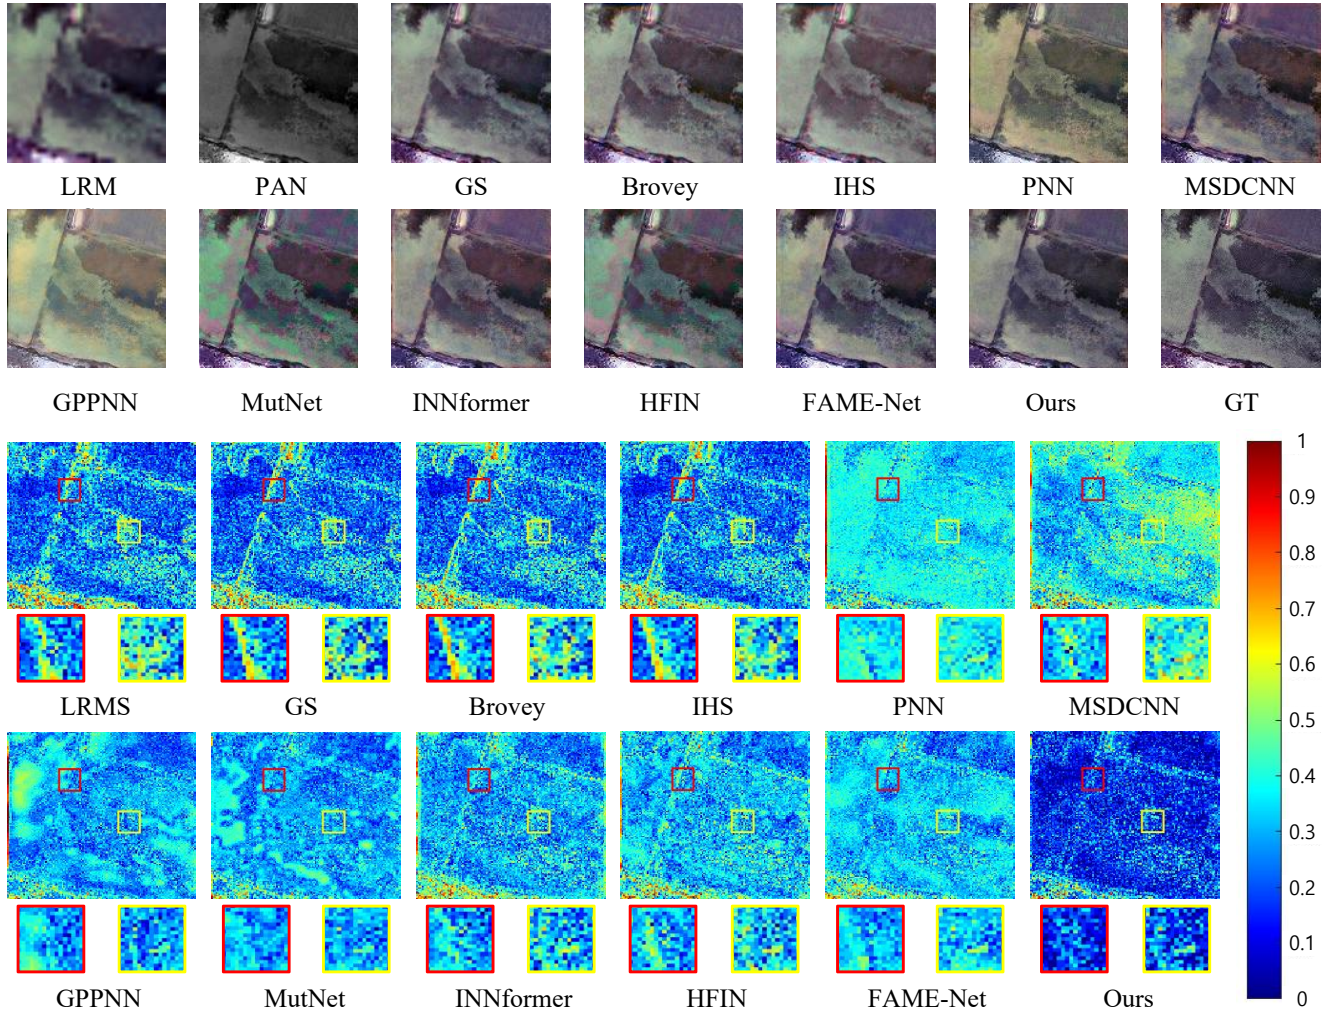 LRM PAN GS Brovey IHS PNN MSDCNN
GPPNN MutNet INNformer HFIN FAME-Net Ours GT
1
0.9
0.8
0.7
0.6
0.5
0.4
0.3
0.2
0.1
0
LRMS GS Brovey IHS PNN MSDCNN
GPPNN MutNet INNformer HFIN FAME-Net Ours